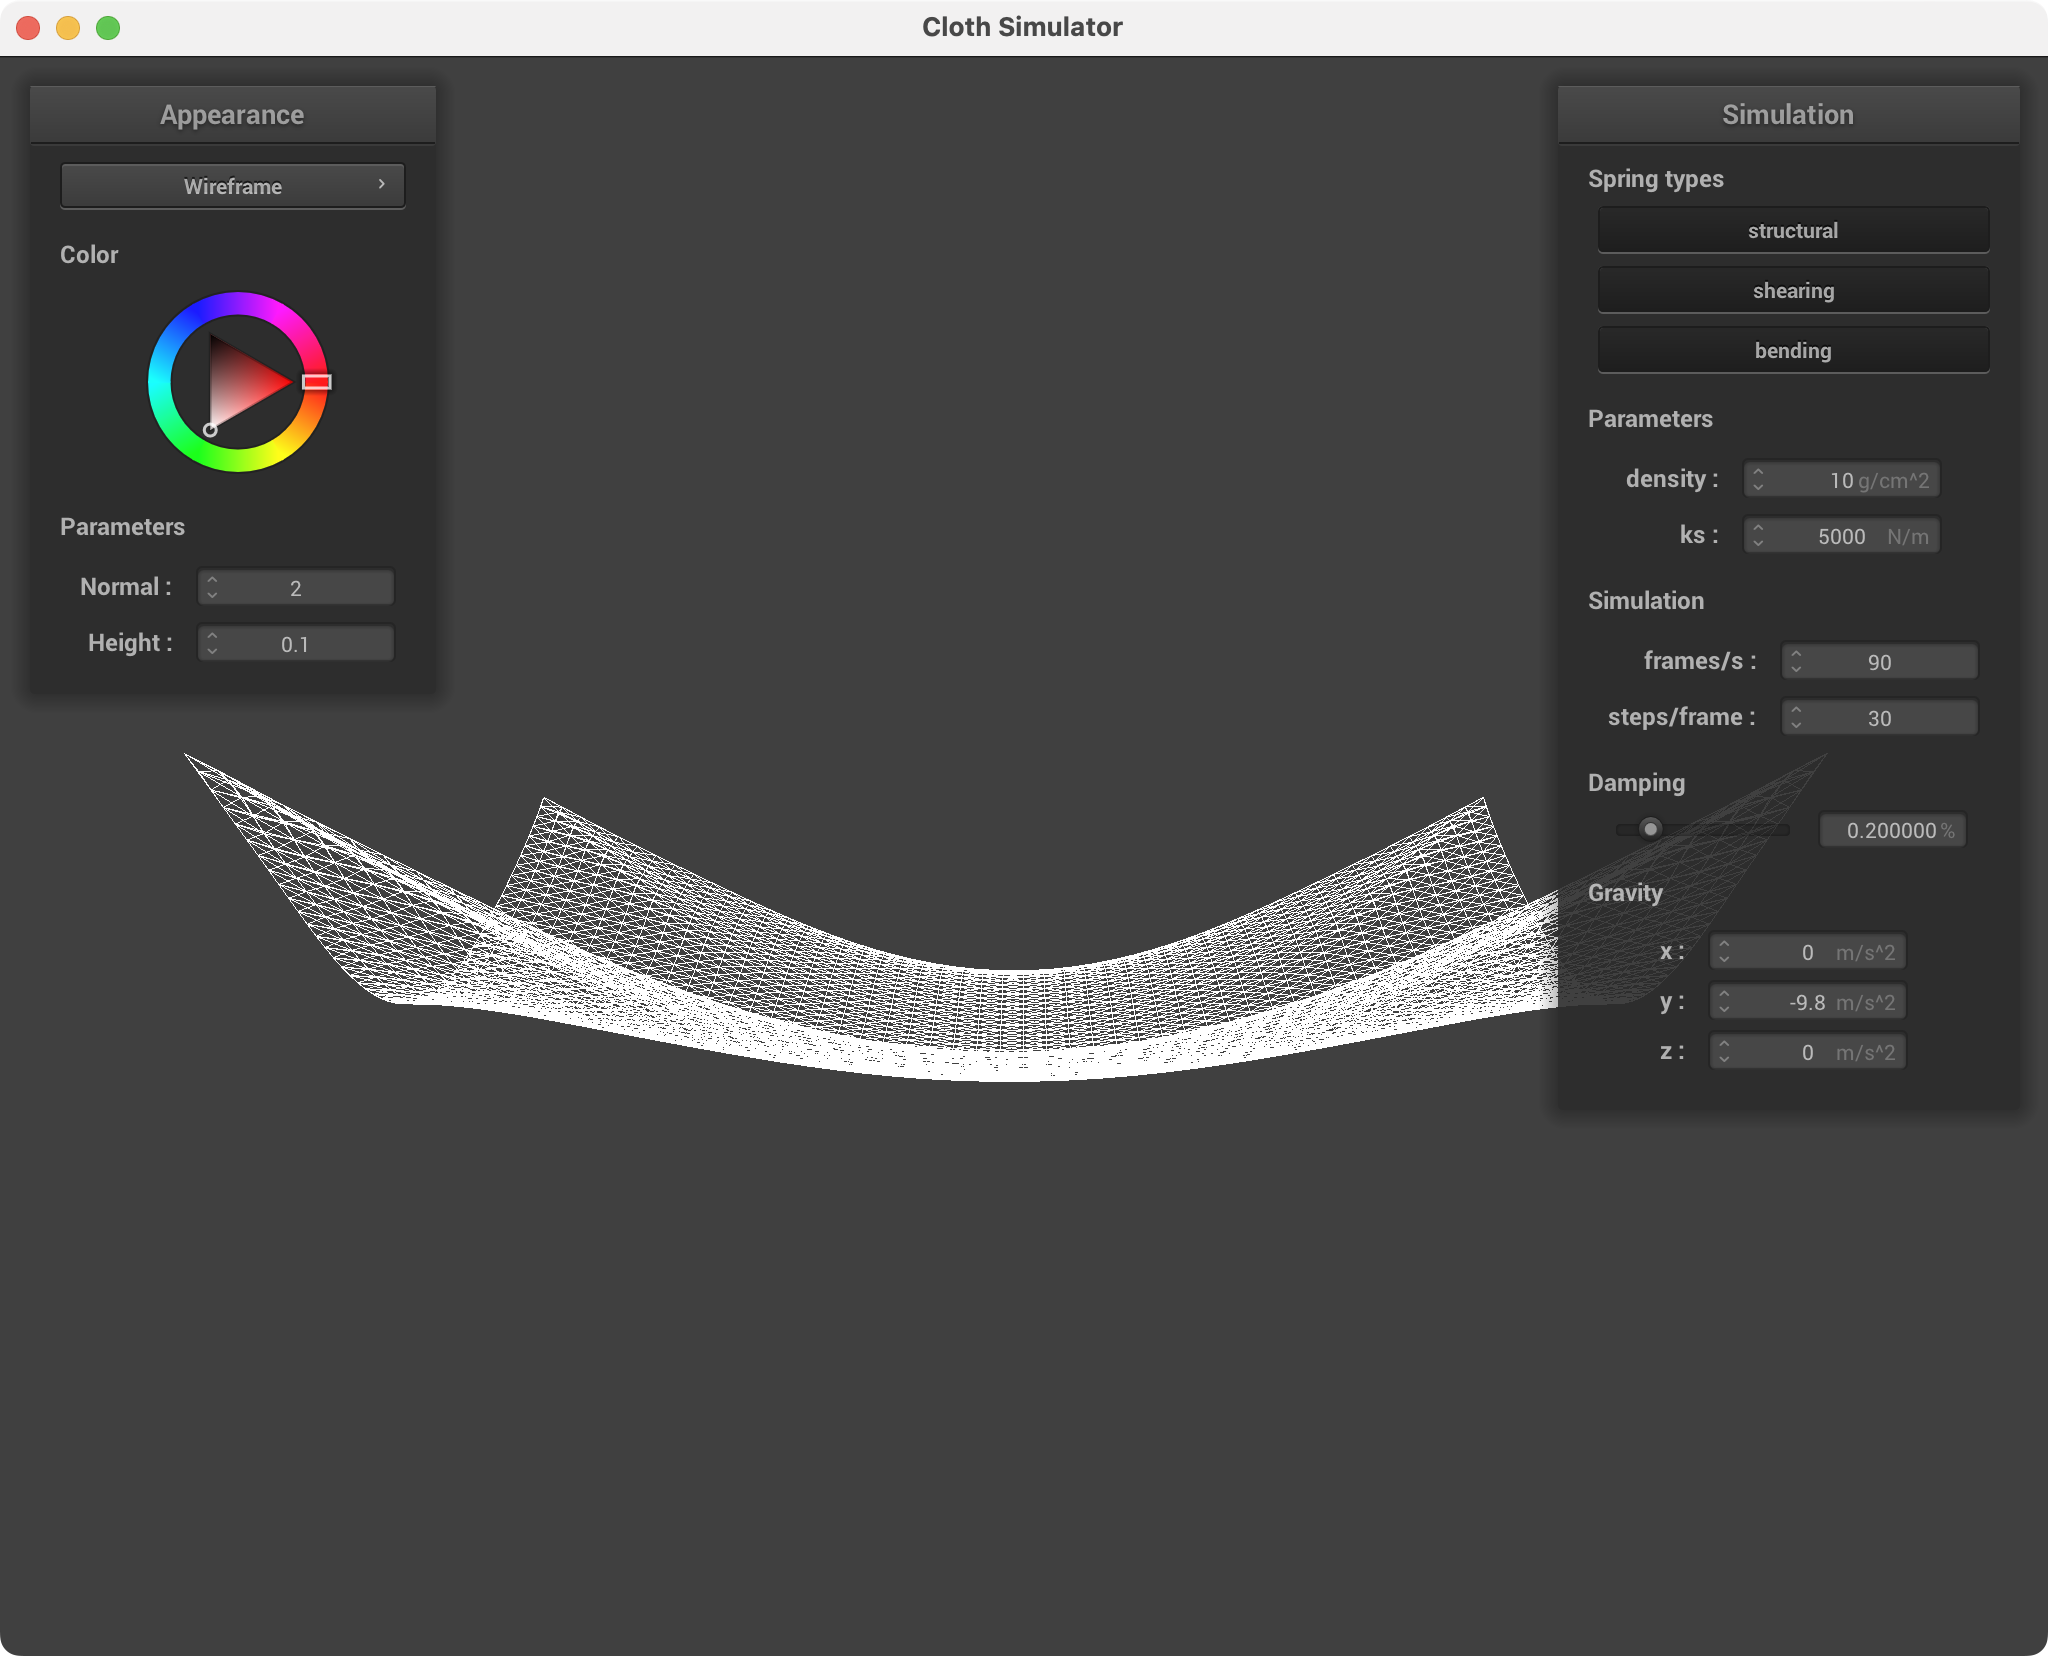 Cloth Simulator
Appearance
Wireframe
Color
Parameters
Normal : 2
Height : 0.1
Simulation
Spring types
structural
shearing
bending
Parameters
density : 10 g/cm^2
ks : 5000 N/m
Simulation
frames/s : 90
steps/frame : 30
Damping
0.200000 %
Gravity
x : 0 m/s^2
y : -9.8 m/s^2
z : 0 m/s^2